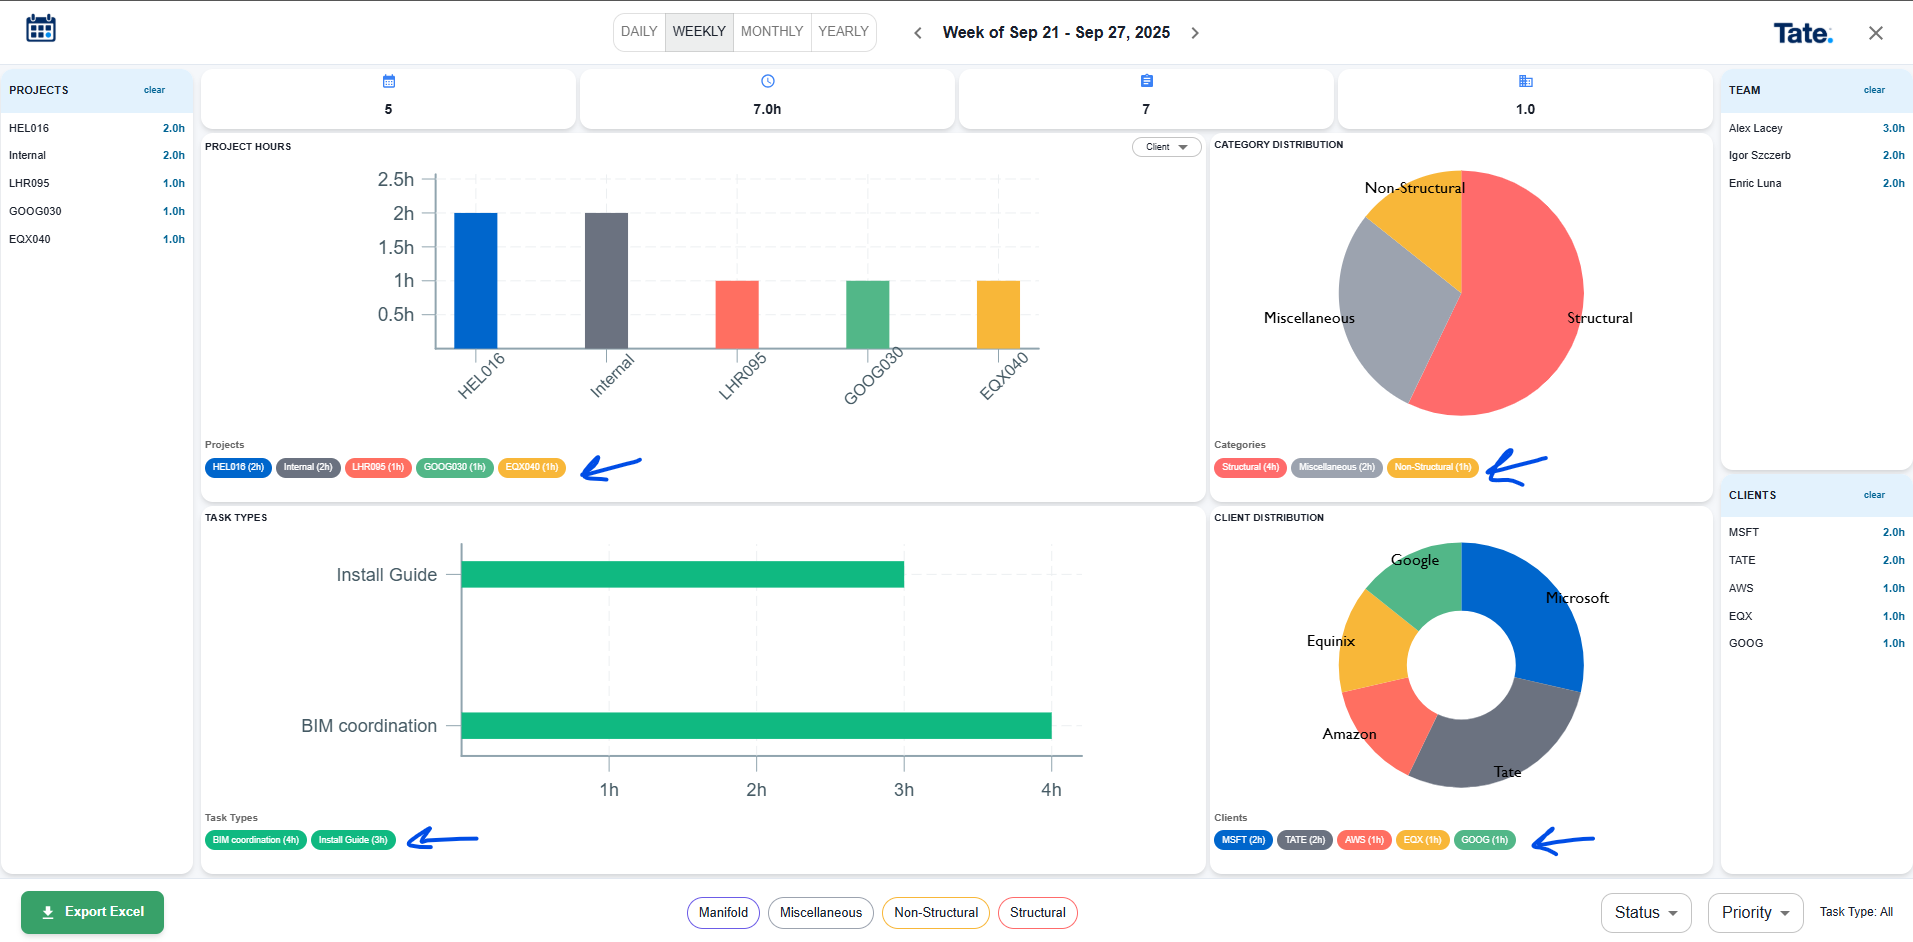 DAILY WEEKLY MONTHLY YEARLY Week of Sep 21 - Sep 27, 2025 Tate.
PROJECTS clear
HEL016 2.0h
Internal 2.0h
LHR095 1.0h
GOOG030 1.0h
EQX040 1.0h
5
7.0h
7
1.0
PROJECT HOURS Client
2.5h
2h
1.5h
1h
0.5h
HEL016 Internal LHR095 GOOG030 EQX040
Projects
HEL016 (2h) Internal (2h) LHR095 (1h) GOOG030 (1h) EQX040 (1h)
CATEGORY DISTRIBUTION
Non-Structural
Miscellaneous
Structural
Categories
Structural (4h) Miscellaneous (2h) Non-Structural (1h)
TASK TYPES
Install Guide
BIM coordination
1h 2h 3h 4h
Task Types
BIM coordination (4h) Install Guide (3h)
CLIENT DISTRIBUTION
Google
Microsoft
Equinix
Amazon
Tate
Clients
MSFT (2h) TATE (2h) AWS (1h) EQX (1h) GOOG (1h)
TEAM clear
Alex Lacey 3.0h
Igor Szczerb 2.0h
Enric Luna 2.0h
CLIENTS clear
MSFT 2.0h
TATE 2.0h
AWS 1.0h
EQX 1.0h
GOOG 1.0h
Export Excel Manifold Miscellaneous Non-Structural Structural Status Priority Task Type: All